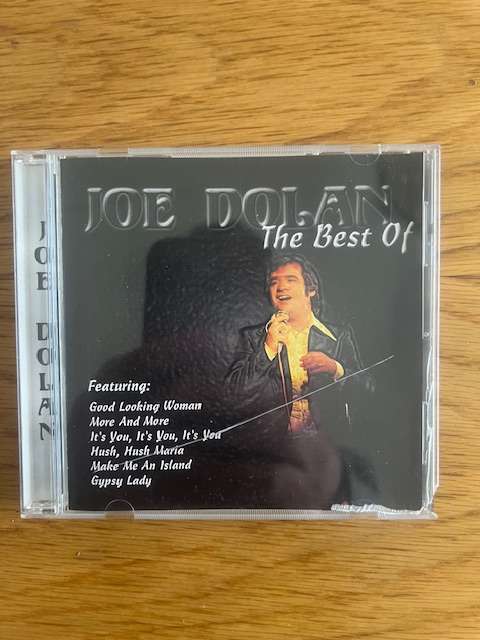 JOE DOLAN
The Best Of
JOE DOLAN
Featuring:
Good Looking Woman
More And More
It's You, It's You, It's You
Hush, Hush Maria
Make Me An Island
Gypsy Lady